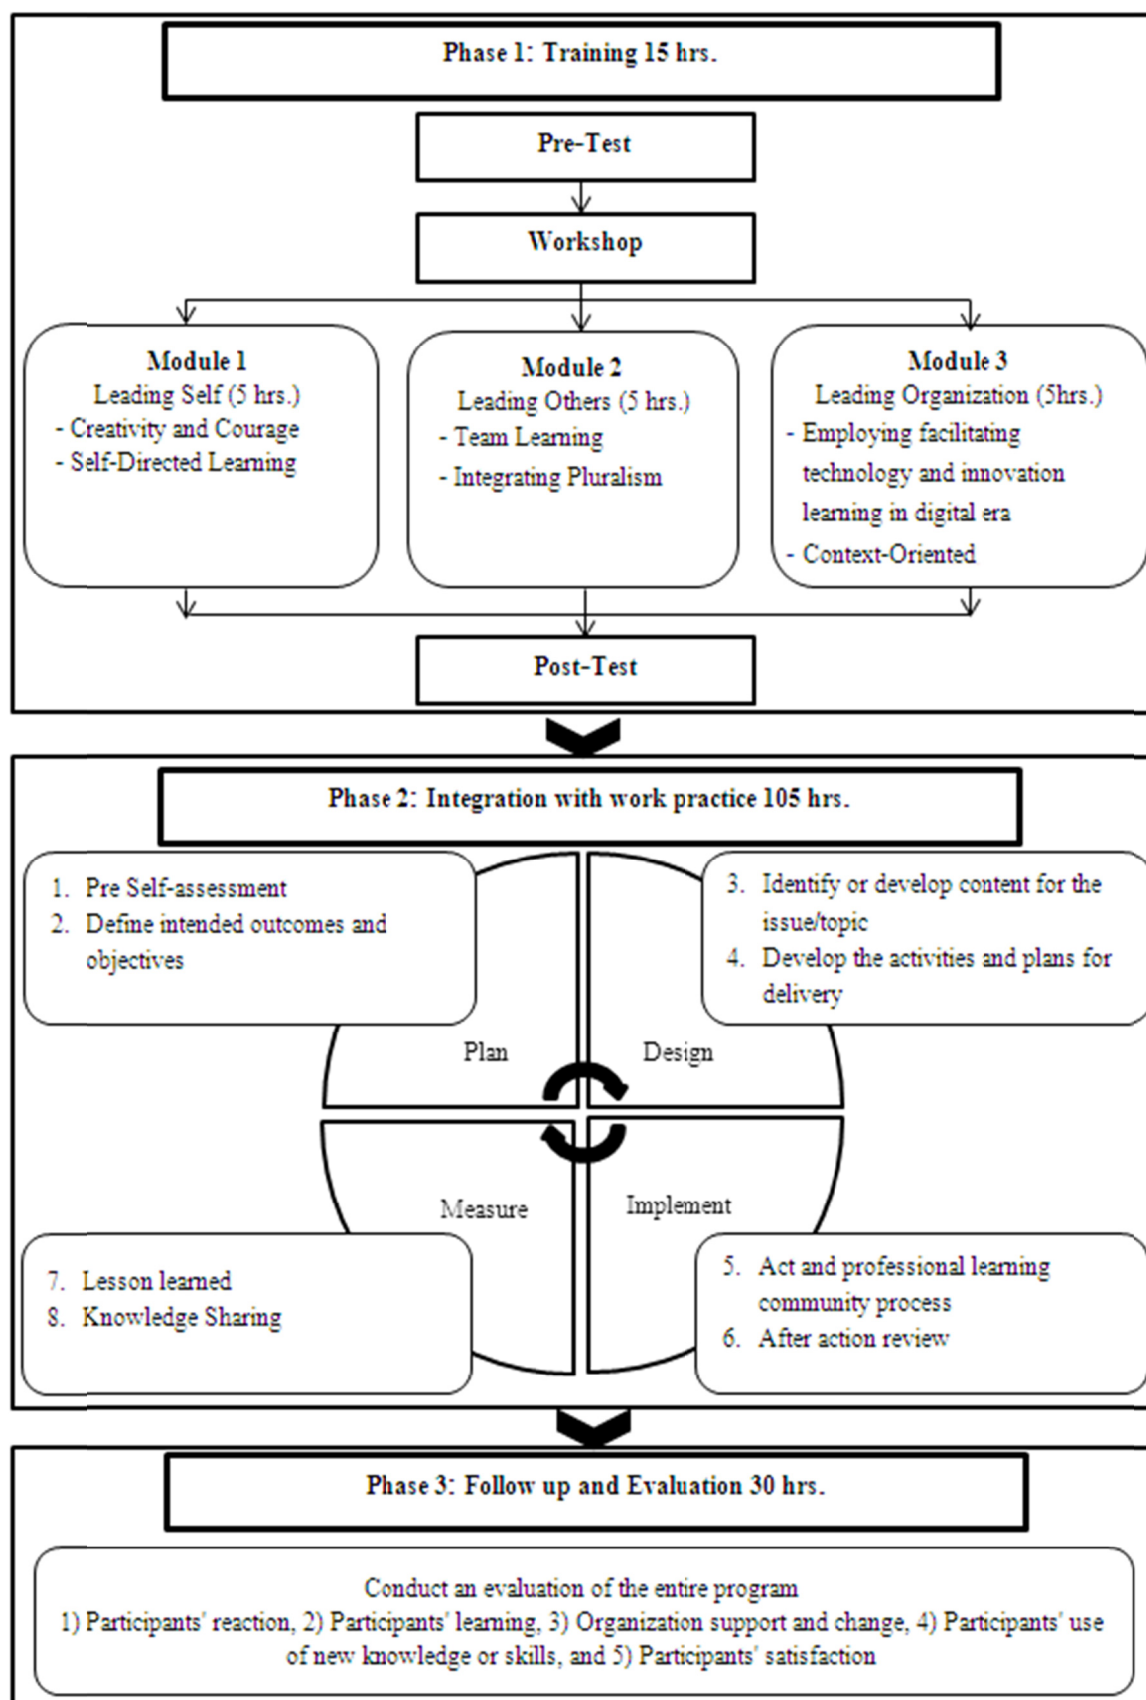 Phase 1: Training 15 hrs.
Pre-Test
Workshop
Module 1
Leading Self (5 hrs.)
- Creativity and Courage
- Self-Directed Learning
Module 2
Leading Others (5 hrs.)
- Team Learning
- Integrating Pluralism
Module 3
Leading Organization (5hrs.)
- Employing facilitating
technology and innovation
learning in digital era
- Context-Oriented
Post-Test
Phase 2: Integration with work practice 105 hrs.
1. Pre Self-assessment
2. Define intended outcomes and
objectives
Plan
3. Identify or develop content for the
issue/topic
4. Develop the activities and plans for
delivery
Design
Measure
7. Lesson learned
8. Knowledge Sharing
Implement
5. Act and professional learning
community process
6. After action review
Phase 3: Follow up and Evaluation 30 hrs.
Conduct an evaluation of the entire program
1) Participants' reaction, 2) Participants' learning, 3) Organization support and change, 4) Participants' use
of new knowledge or skills, and 5) Participants' satisfaction